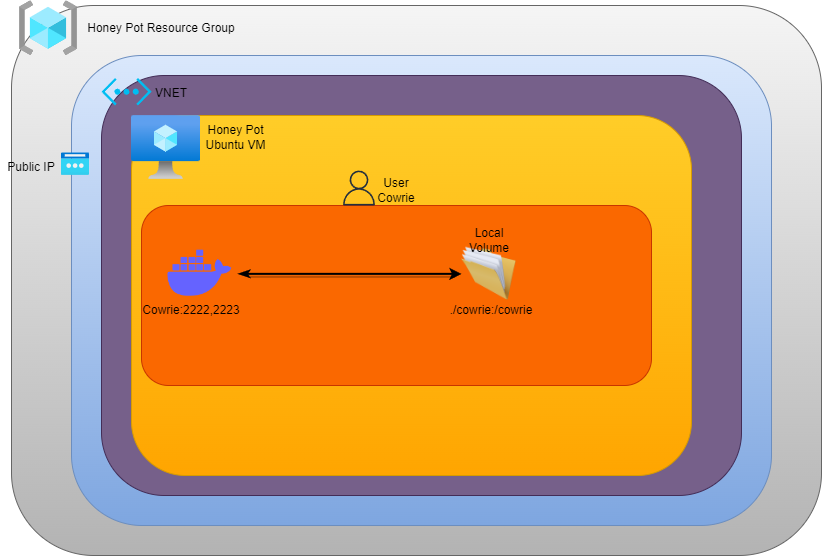 Honey Pot Resource Group
VNET
Honey Pot
Ubuntu VM
Public IP
User
Cowrie
Local
Volume
Cowrie:2222,2223
./cowrie:/cowrie